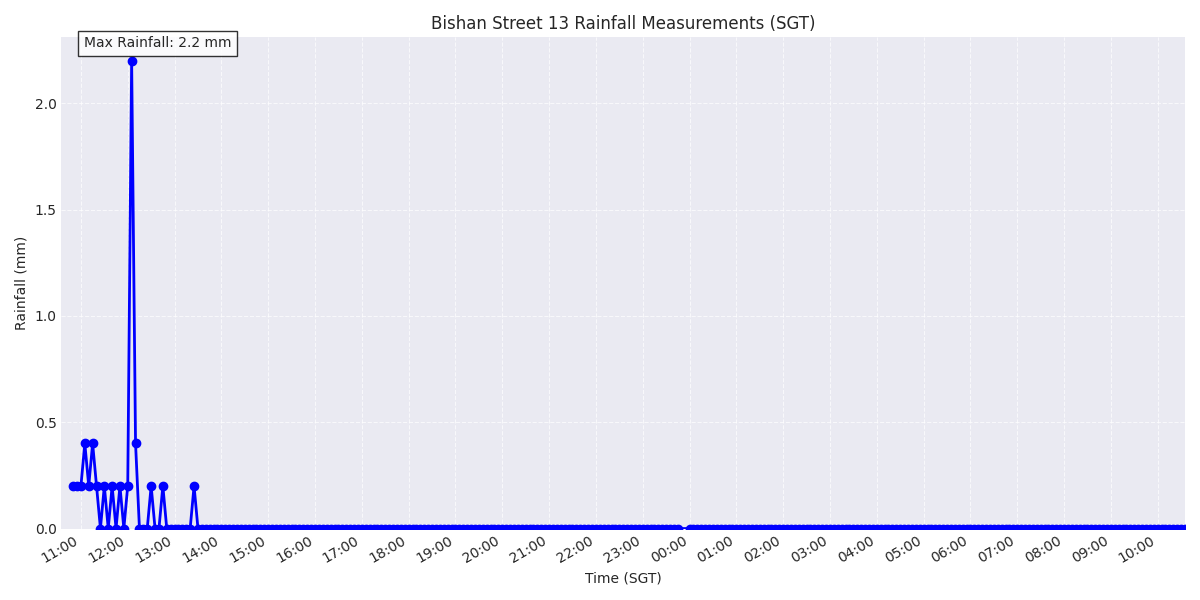 Bishan Street 13 Rainfall Measurements (SGT)
Max Rainfall: 2.2 mm
Rainfall (mm)
2.0
1.5
1.0
0.5
0.0
11:00 12:00 13:00 14:00 15:00 16:00 17:00 18:00 19:00 20:00 21:00 22:00 23:00 00:00 01:00 02:00 03:00 04:00 05:00 06:00 07:00 08:00 09:00 10:00
Time (SGT)